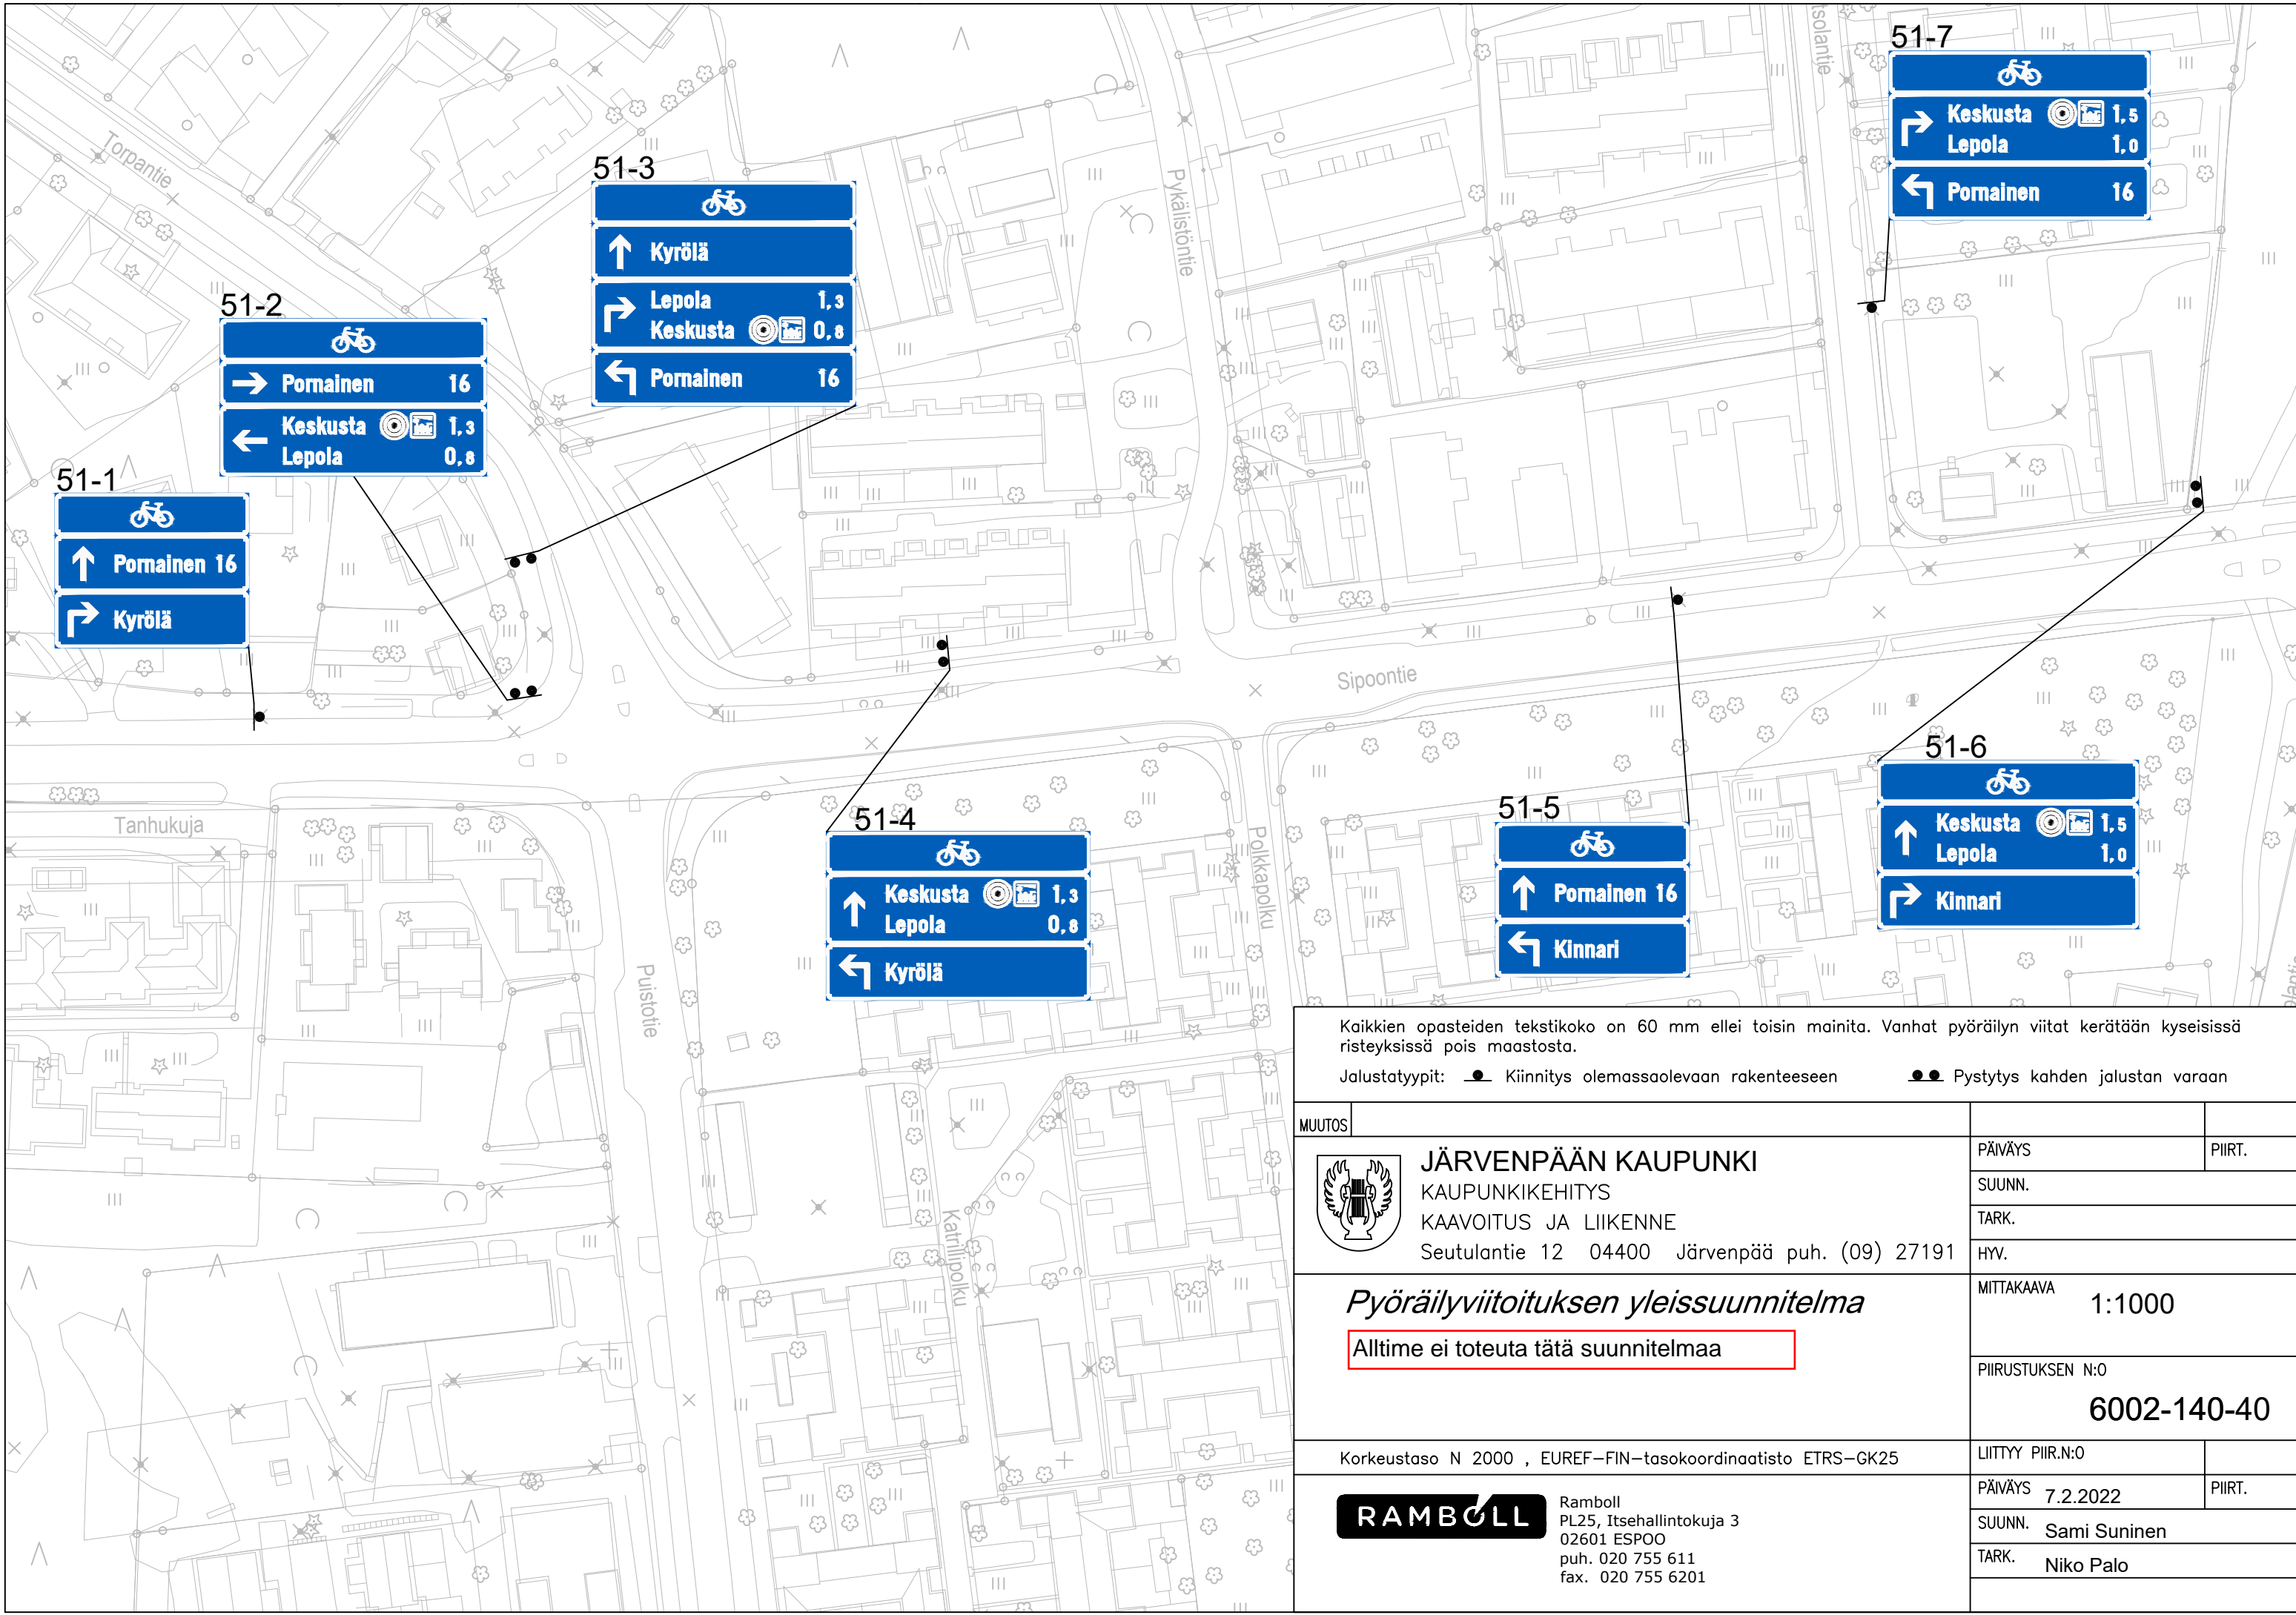 51-7
Keskusta 1,5
Lepola 1,0
Pornainen 16
51-3
Kyrölä
Lepola 1,3
Keskusta 0,8
Pornainen 16
51-2
Pornainen 16
Keskusta 1,3
Lepola 0,8
51-1
Pornainen 16
Kyrölä
Torpantie
Pykälistöntie
tsolantie
Sipoontie
Tanhukuja
Puistotie
Polkkapolku
Katrillipolku
51-4
Keskusta 1,3
Lepola 0,8
Kyrölä
51-5
Pornainen 16
Kinnari
51-6
Keskusta 1,5
Lepola 1,0
Kinnari
Kaikkien opasteiden tekstikoko on 60 mm ellei toisin mainita. Vanhat pyöräilyn viitat kerätään kyseisissä
risteyksissä pois maastosta.
Jalustatyypit: Kiinnitys olemassaolevaan rakenteeseen Pystytys kahden jalustan varaan
MUUTOS
JÄRVENPÄÄN KAUPUNKI
KAUPUNKIKEHITYS
KAAVOITUS JA LIIKENNE
Seutulantie 12 04400 Järvenpää puh. (09) 27191
PÄIVÄYS PIIRT.
SUUNN.
TARK.
HYV.
Pyöräilyviitoituksen yleissuunnitelma
Alltime ei toteuta tätä suunnitelmaa
MITTAKAAVA
1:1000
PIIRUSTUKSEN N:O
6002-140-40
Korkeustaso N 2000 , EUREF-FIN-tasokoordinaatisto ETRS-GK25
LIITTYY PIIR.N:O
RAMBOLL
Ramboll
PL25, Itsehallintokuja 3
02601 ESPOO
puh. 020 755 611
fax. 020 755 6201
PÄIVÄYS 7.2.2022 PIIRT.
SUUNN. Sami Suninen
TARK. Niko Palo